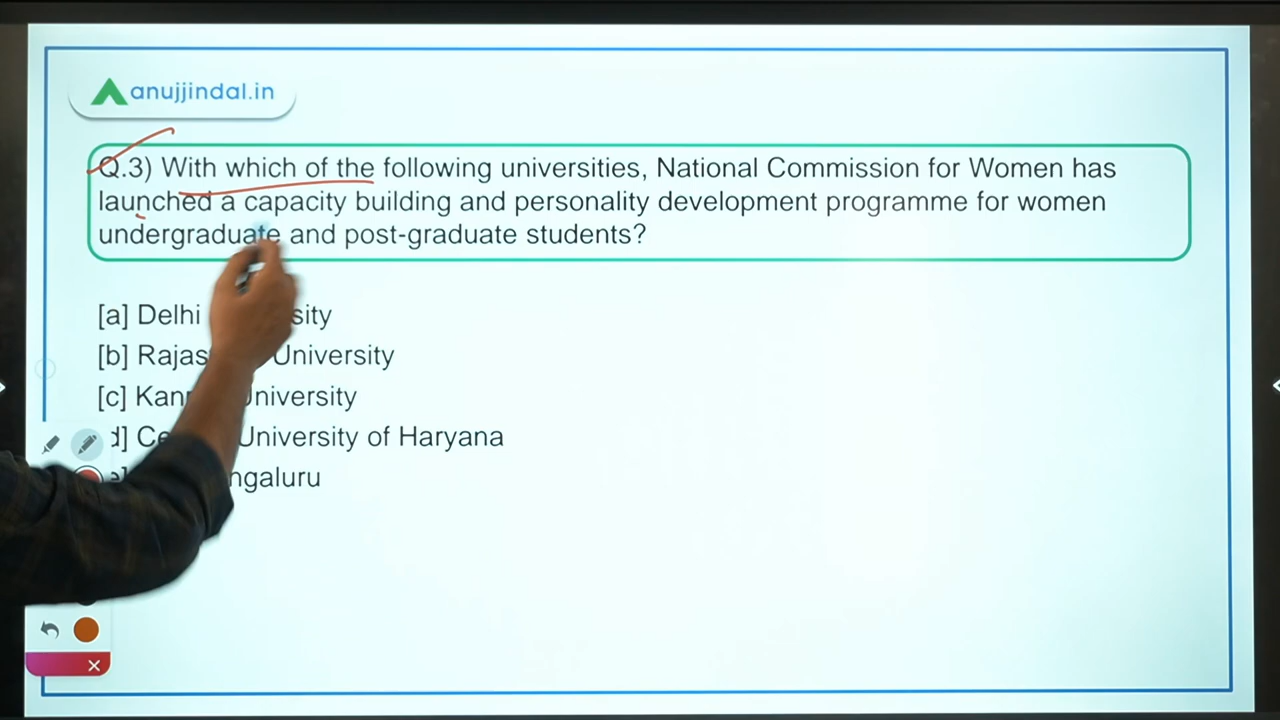 anujjindal.in
Q.3) With which of the following universities, National Commission for Women has
launched a capacity building and personality development programme for women
undergraduate and post-graduate students?
[a] Delhi sity
[b] Rajas University
[c] Kan University
d] Ce University of Haryana
ngaluru